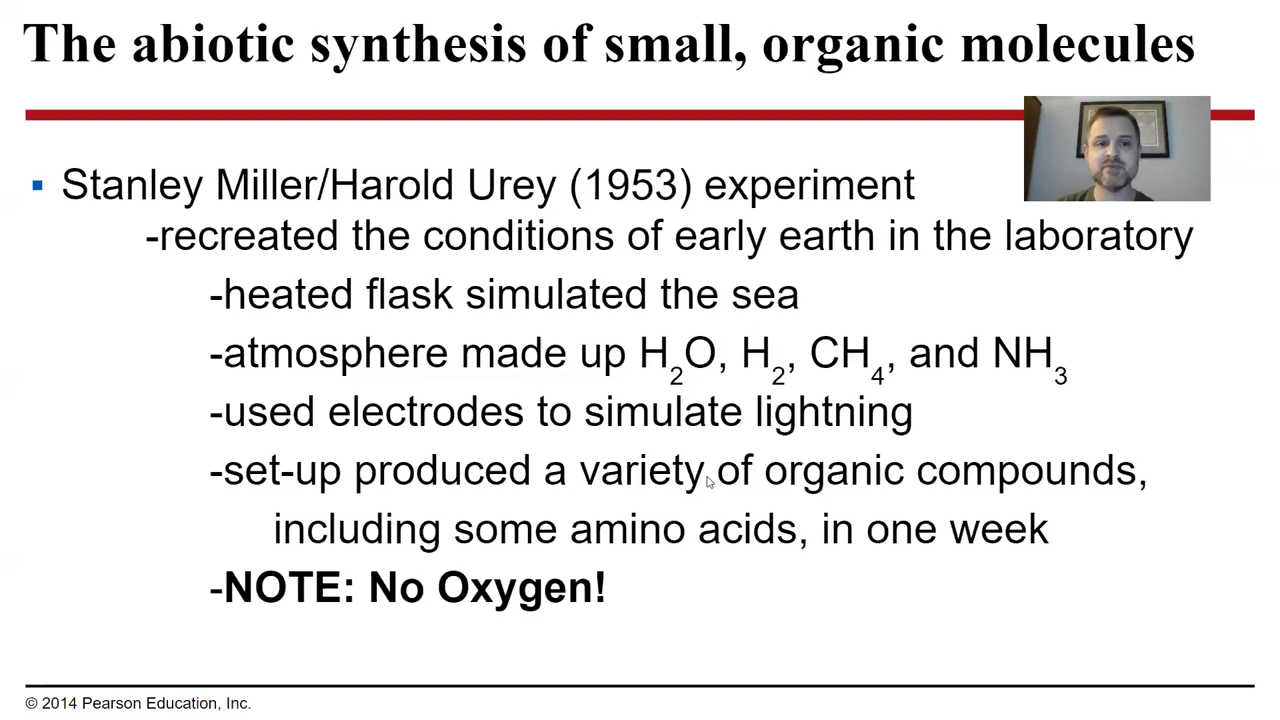 The abiotic synthesis of small, organic molecules
▪ Stanley Miller/Harold Urey (1953) experiment
-recreated the conditions of early earth in the laboratory
-heated flask simulated the sea
-atmosphere made up H₂O, H₂, CH₄, and NH₃
-used electrodes to simulate lightning
-set-up produced a variety of organic compounds,
including some amino acids, in one week
-NOTE: No Oxygen!
© 2014 Pearson Education, Inc.